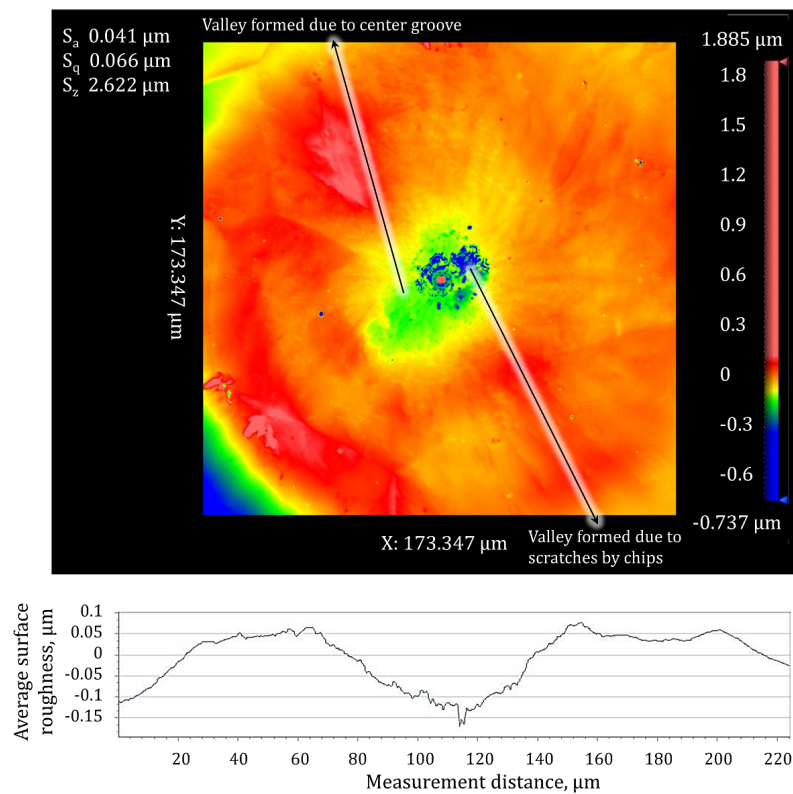 Valley formed due to center groove
Sa 0.041 µm
Sq 0.066 µm
Sz 2.622 µm
1.885 µm
1.8
1.5
1.2
0.9
0.6
0.3
0
-0.3
-0.6
-0.737 µm
Y: 173.347 µm
X: 173.347 µm
Valley formed due to
scratches by chips
Average surface
roughness, µm
0.1
0.05
0
-0.05
-0.1
-0.15
20 40 60 80 100 120 140 160 180 200 220
Measurement distance, µm